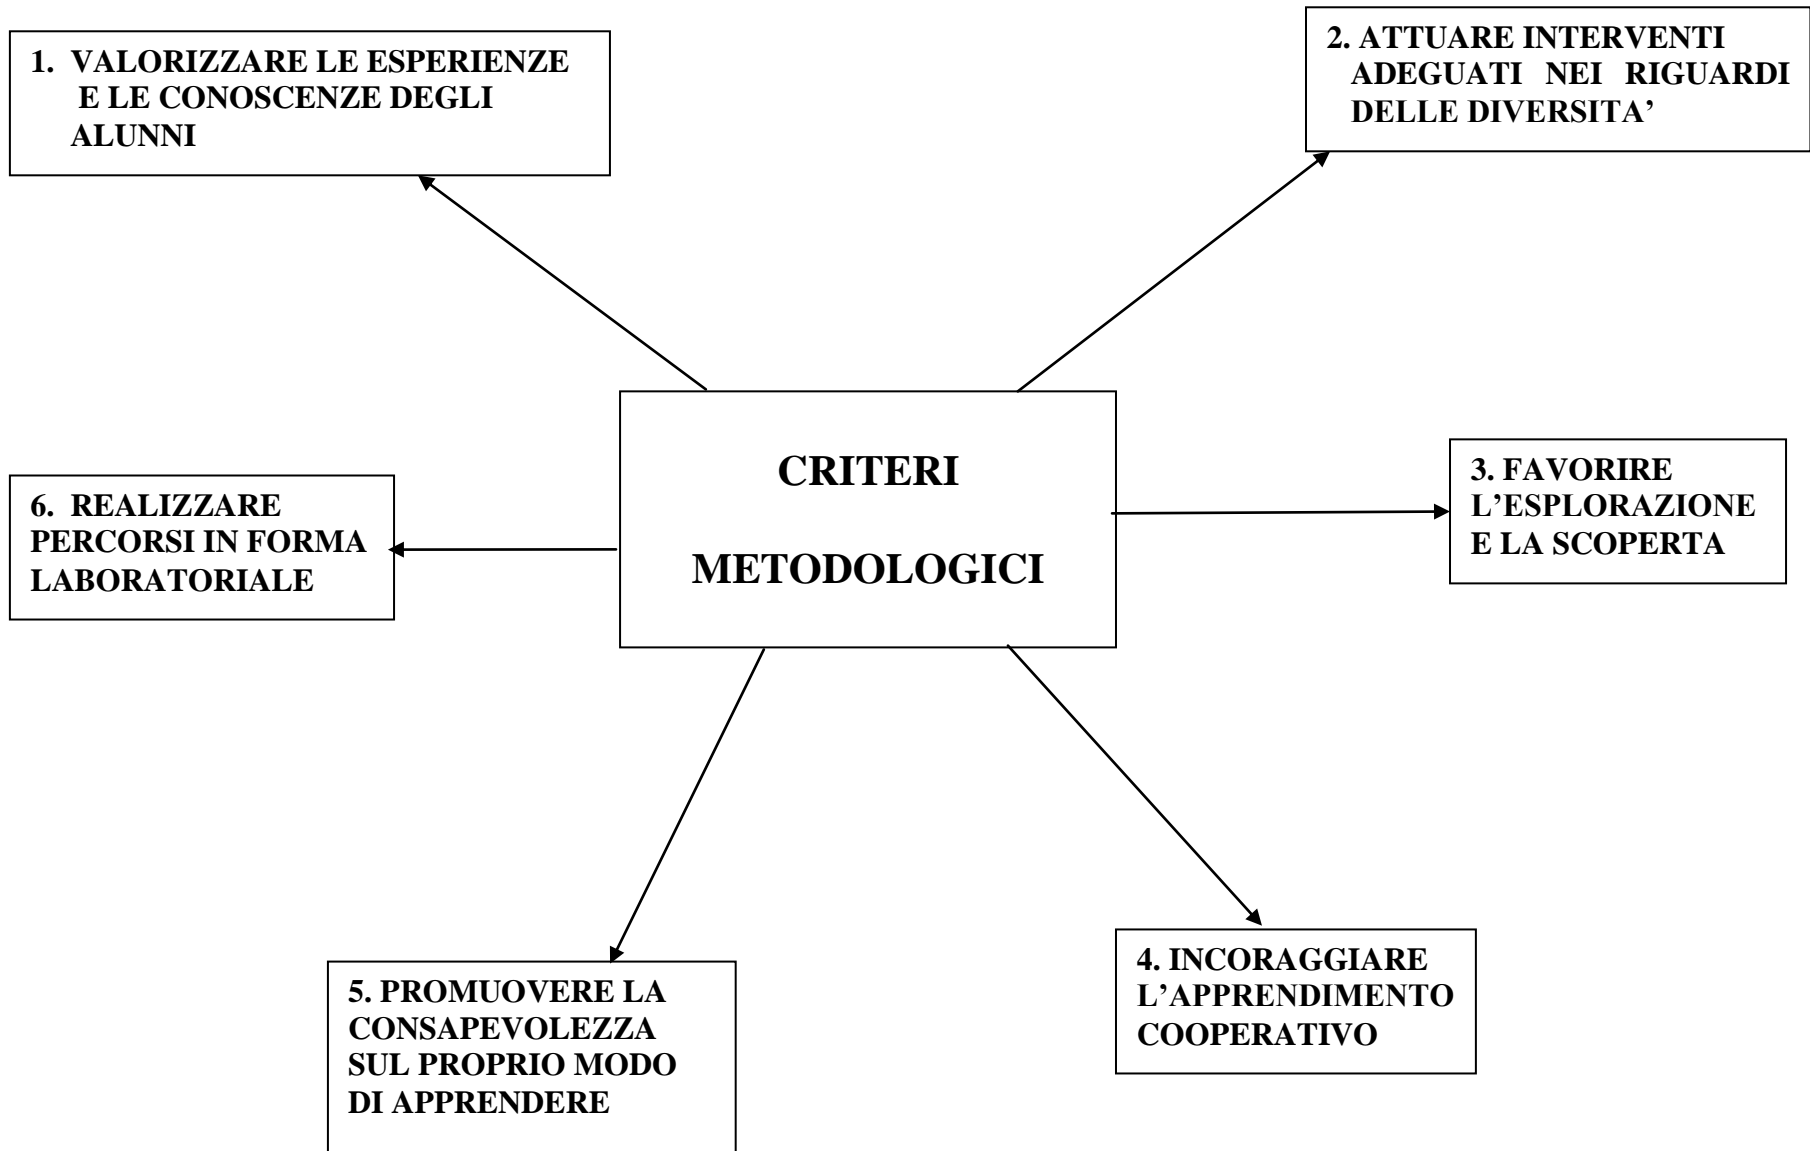 1. VALORIZZARE LE ESPERIENZE
E LE CONOSCENZE DEGLI
ALUNNI
2. ATTUARE INTERVENTI
ADEGUATI NEI RIGUARDI
DELLE DIVERSITA’
CRITERI
METODOLOGICI
3. FAVORIRE
L’ESPLORAZIONE
E LA SCOPERTA
6. REALIZZARE
PERCORSI IN FORMA
LABORATORIALE
4. INCORAGGIARE
L’APPRENDIMENTO
COOPERATIVO
5. PROMUOVERE LA
CONSAPEVOLEZZA
SUL PROPRIO MODO
DI APPRENDERE